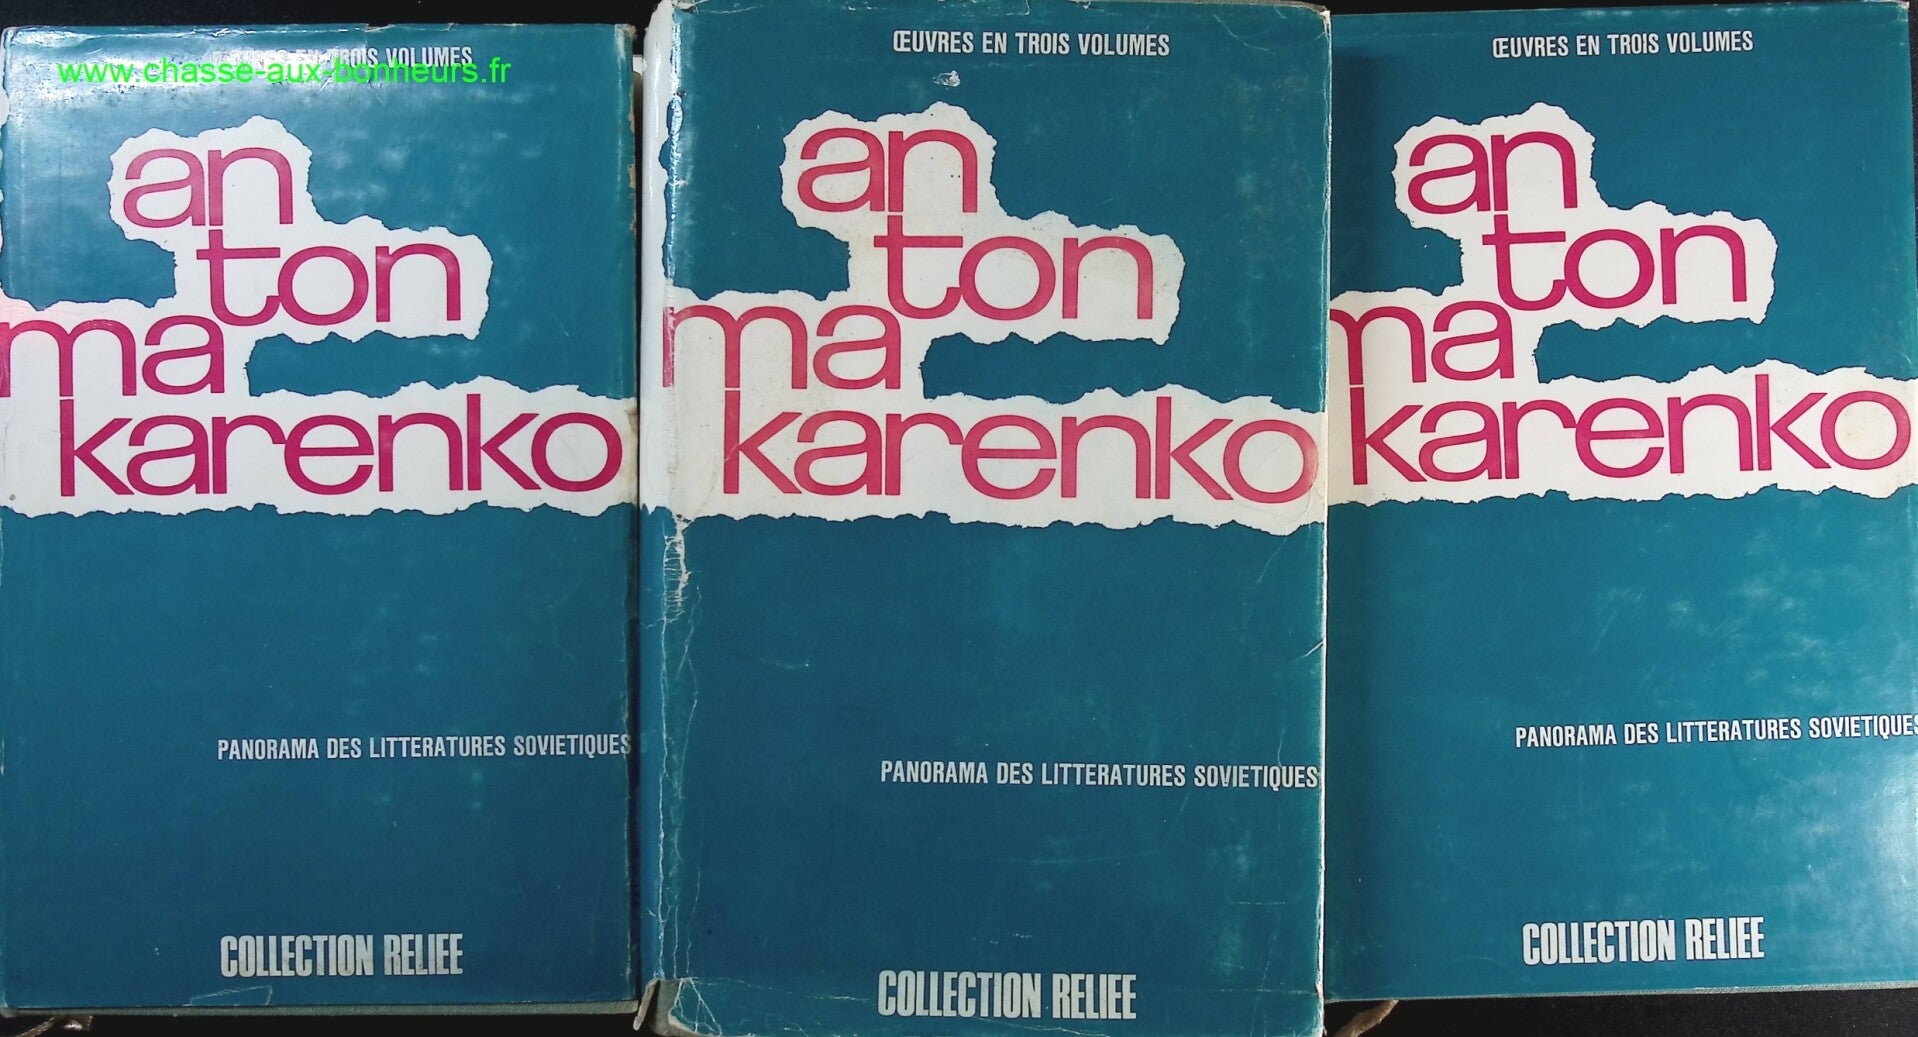 ŒUVRES EN TROIS VOLUMES
www.chasse-aux-bonheurs.fr
an
ton
ma
karenko
PANORAMA DES LITTERATURES SOVIETIQUES
COLLECTION RELIEE
ŒUVRES EN TROIS VOLUMES
an
ton
ma
karenko
PANORAMA DES LITTERATURES SOVIETIQUES
COLLECTION RELIEE
ŒUVRES EN TROIS VOLUMES
an
ton
ma
karenko
PANORAMA DES LITTERATURES SOVIETIQUES
COLLECTION RELIEE